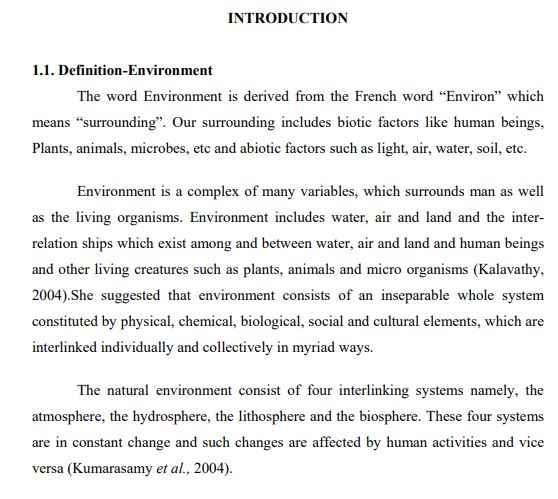 INTRODUCTION
1.1. Definition-Environment
The word Environment is derived from the French word “Environ” which
means “surrounding”. Our surrounding includes biotic factors like human beings,
Plants, animals, microbes, etc and abiotic factors such as light, air, water, soil, etc.
Environment is a complex of many variables, which surrounds man as well
as the living organisms. Environment includes water, air and land and the inter-
relation ships which exist among and between water, air and land and human beings
and other living creatures such as plants, animals and micro organisms (Kalavathy,
2004).She suggested that environment consists of an inseparable whole system
constituted by physical, chemical, biological, social and cultural elements, which are
interlinked individually and collectively in myriad ways.
The natural environment consist of four interlinking systems namely, the
atmosphere, the hydrosphere, the lithosphere and the biosphere. These four systems
are in constant change and such changes are affected by human activities and vice
versa (Kumarasamy et al., 2004).